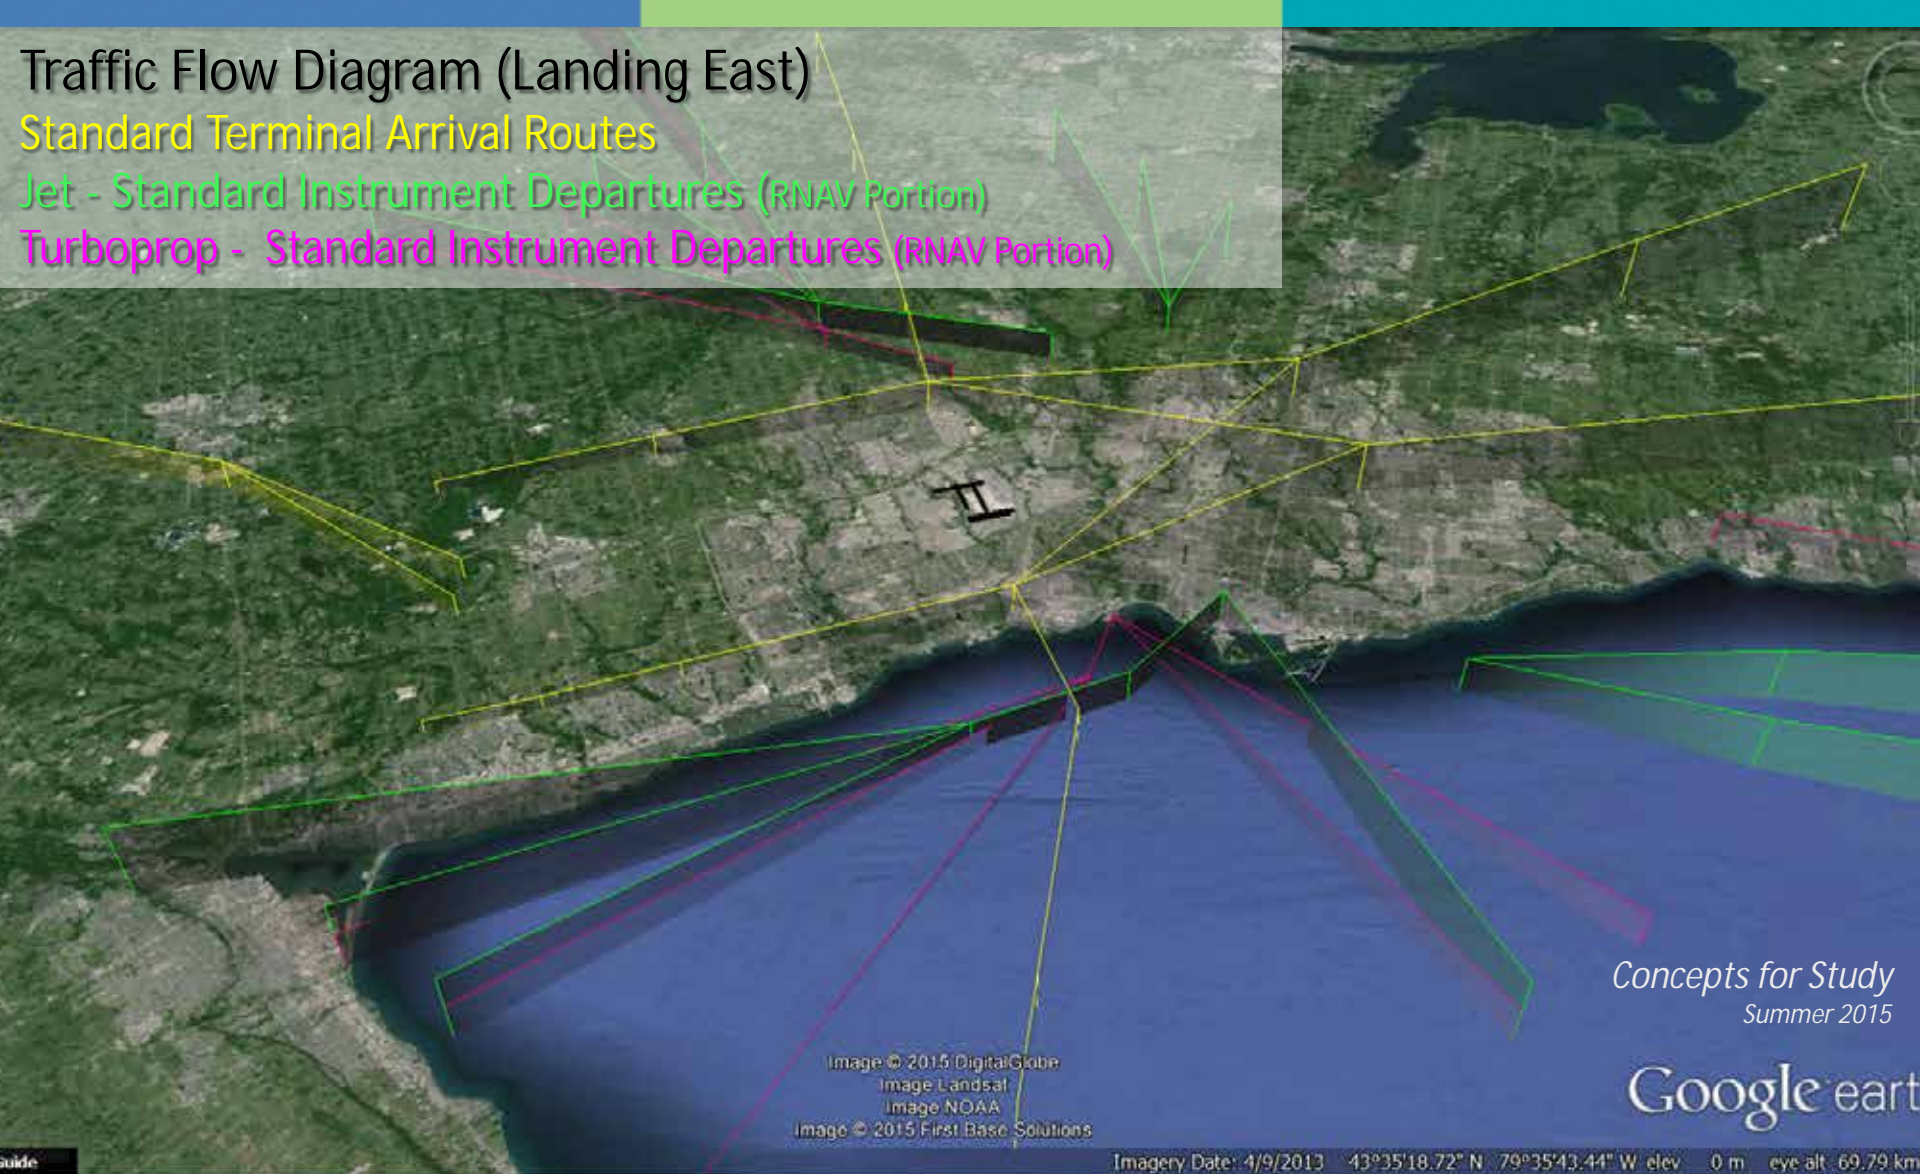 Traffic Flow Diagram (Landing East)
Standard Terminal Arrival Routes
Jet - Standard Instrument Departures (RNAV Portion)
Turboprop - Standard Instrument Departures (RNAV Portion)
Concepts for Study
Summer 2015
Image © 2015 DigitalGlobe
Image Landsat
Image NOAA
Image © 2015 First Base Solutions
Google eart
Guide
Imagery Date: 4/9/2013 43°35'18.72" N 79°35'43.44" W elev 0 m eye alt 69.79 km